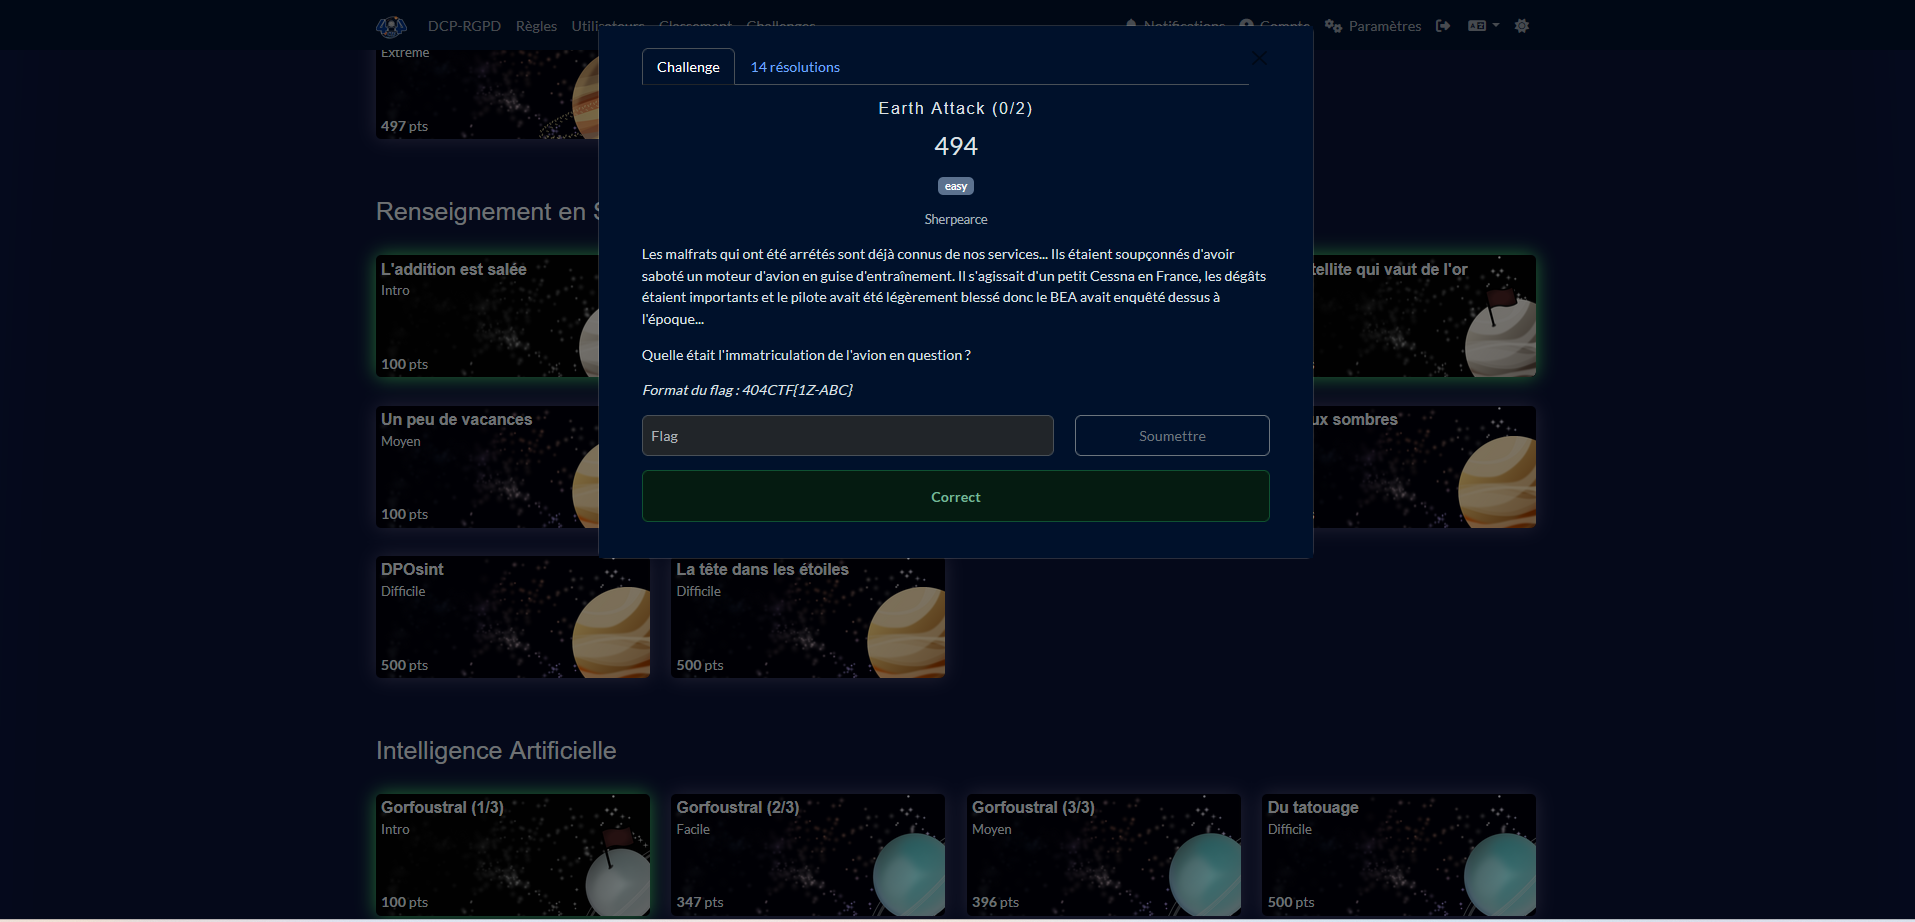 DCP-RGPD Règles Utilisateurs Classement Challenges Notifications Compte Paramètres
Extreme
497 pts
Challenge
14 résolutions
Earth Attack (0/2)
494
easy
Sherpearce
Les malfrats qui ont été arrétés sont déjà connus de nos services... Ils étaient soupçonnés d'avoir
saboté un moteur d'avion en guise d'entraînement. Il s'agissait d'un petit Cessna en France, les dégâts
étaient importants et le pilote avait été légèrement blessé donc le BEA avait enquêté dessus à
l'époque...
Quelle était l'immatriculation de l'avion en question ?
Format du flag : 404CTF{1Z-ABC}
Flag
Soumettre
Correct
Renseignement en S
L'addition est salée
Intro
100 pts
tellite qui vaut de l'or
Un peu de vacances
Moyen
100 pts
ux sombres
DPOsint
Difficile
500 pts
La tête dans les étoiles
Difficile
500 pts
Intelligence Artificielle
Gorfoustral (1/3)
Intro
100 pts
Gorfoustral (2/3)
Facile
347 pts
Gorfoustral (3/3)
Moyen
396 pts
Du tatouage
Difficile
500 pts